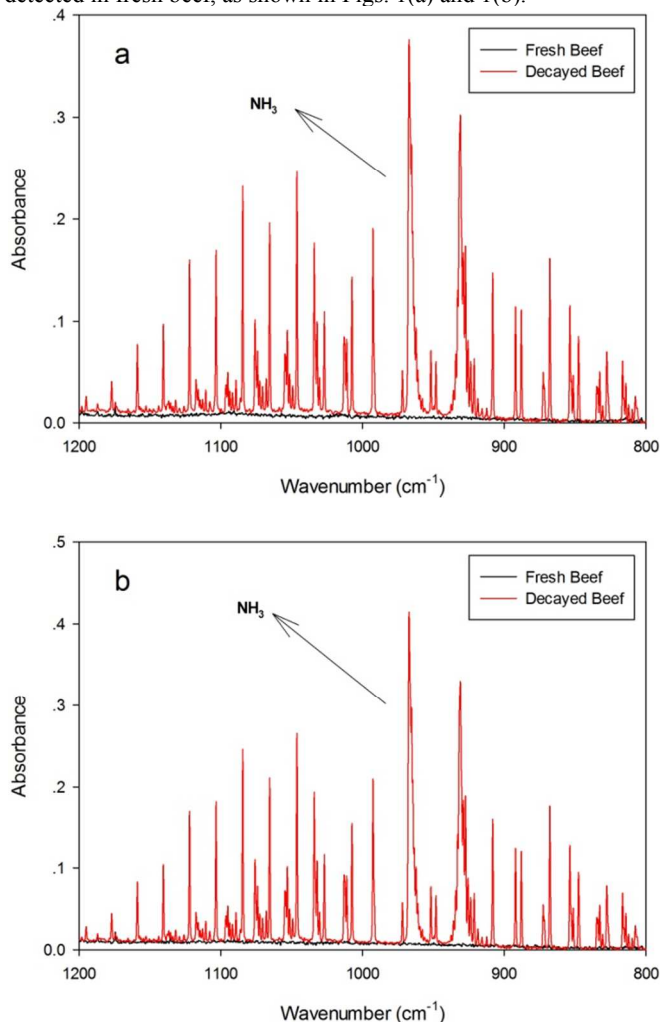 detected in fresh beef, as shown in Figs. 1(a) and 1(b).
.4
a
Fresh Beef
Decayed Beef
NH3
.3
.2
.1
0.0
Absorbance
1200
1100
1000
900
800
Wavenumber (cm-1)
.5
b
Fresh Beef
Decayed Beef
NH3
.4
.3
.2
.1
0.0
Absorbance
1200
1100
1000
900
800
Wavenumber (cm-1)